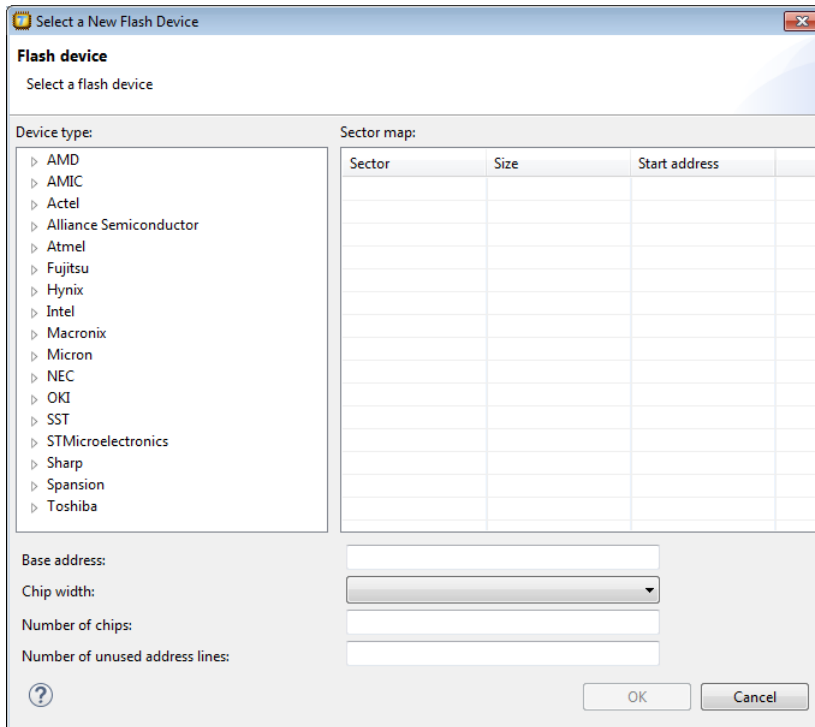 Select a New Flash Device
Flash device
Select a flash device
Device type:
AMD
AMIC
Actel
Alliance Semiconductor
Atmel
Fujitsu
Hynix
Intel
Macronix
Micron
NEC
OKI
SST
STMicroelectronics
Sharp
Spansion
Toshiba
Sector map:
Sector Size Start address
Base address:
Chip width:
Number of chips:
Number of unused address lines:
?
OK Cancel